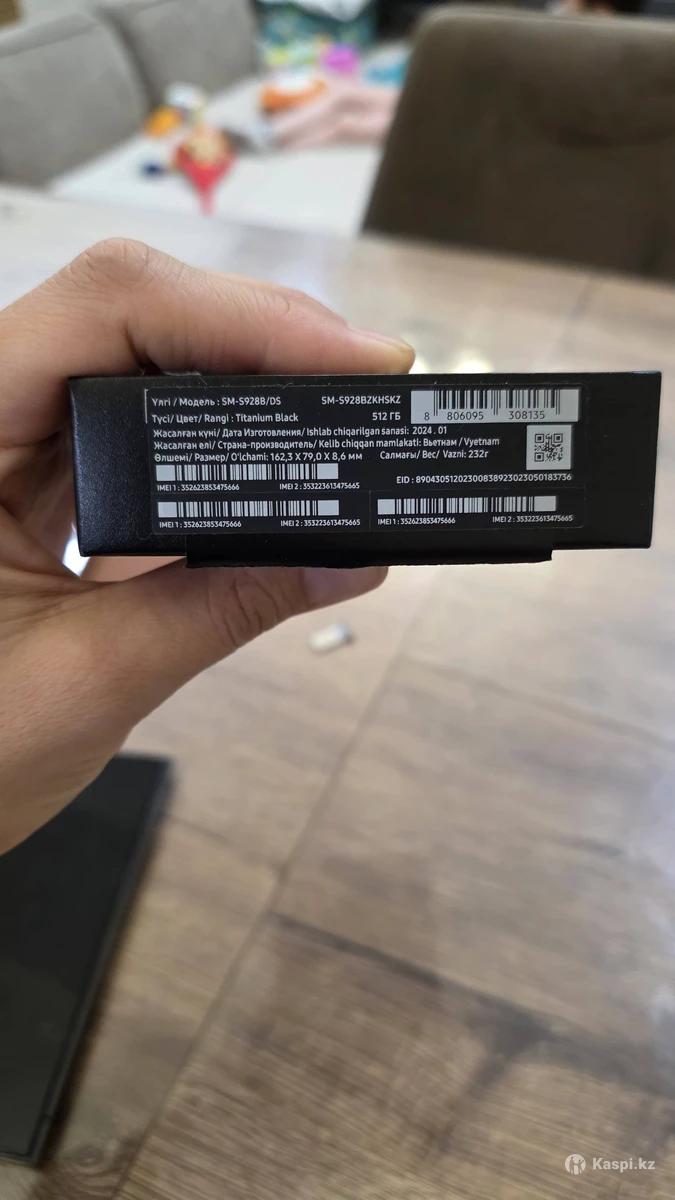 Үлгі / Модель : SM-S928B/DS SM-S928BZKHSKZ
Түсі/ Цвет/ Rangi : Titanium Black 512 ГБ
8 806095 308135
Жасалған күні/ Дата Изготовления/ Ishlab chiqarilgan sanasi: 2024 . 01
Жасалған елі/ Страна-производитель/ Kelib chiqqan mamlakati: Вьетнам / Vyetnam
Өлшемі/ Размер/ O'lchami: 162,3 X 79,0 X 8,6 мм Салмағы/ Вес/ Vazni: 232г
EID : 89043051202300838923023050183736
IMEI 1 : 352623853475666 IMEI 2 : 353223613475665
IMEI 1 : 352623853475666 IMEI 2 : 353223613475665
IMEI 1 : 352623853475666 IMEI 2 : 353223613475665
Kaspi.kz